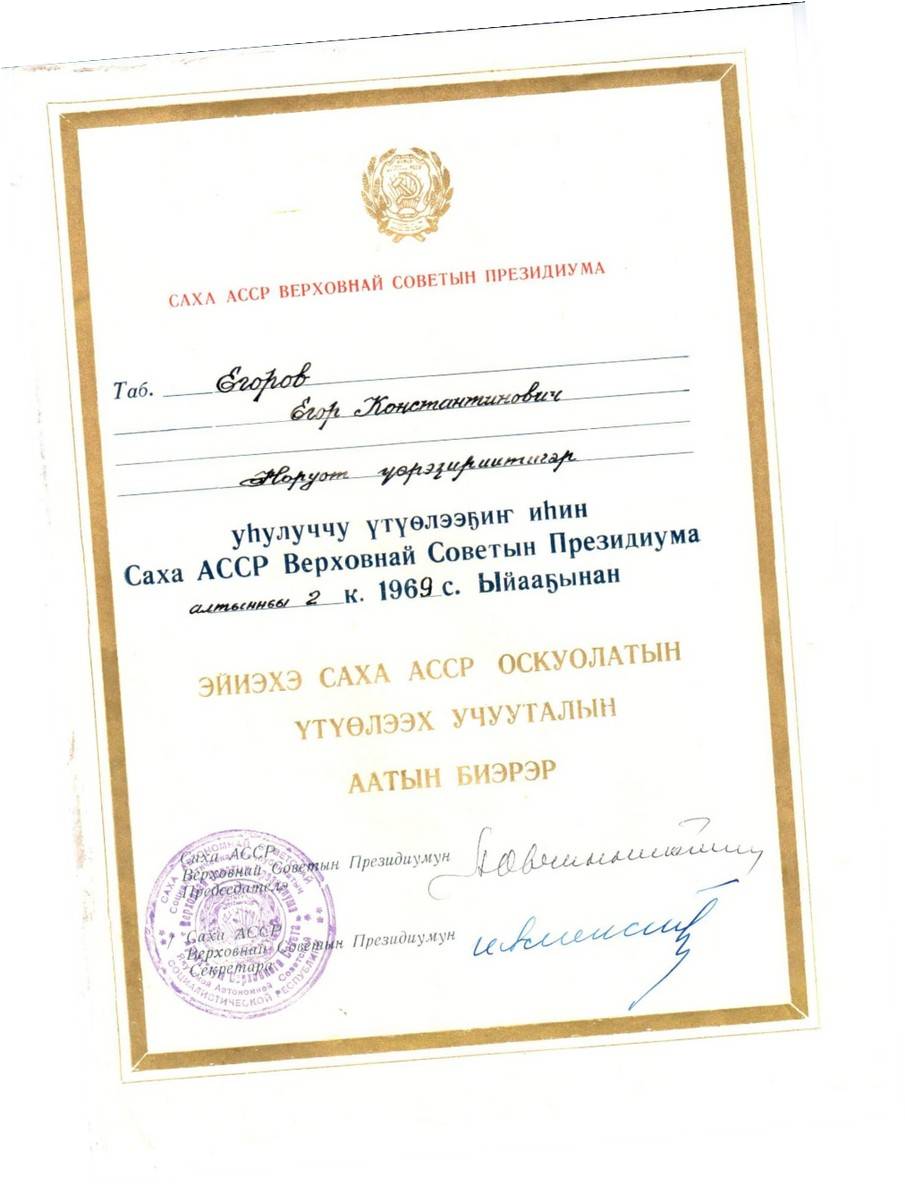 САХА АССР ВЕРХОВНАЙ СОВЕТЫН ПРЕЗИДИУМА
Таб. Егоров
Егор Константинович
Норуот үөрэҕириитигэр
уһулуччу үтүөлээҕиҥ иһин
Саха АССР Верховнай Советын Президиума
алтынньы 2 к. 1969 с. Ыйааҕынан
ЭЙИЭХЭ САХА АССР ОСКУОЛАТЫН
ҮТҮӨЛЭЭХ УЧУУТАЛЫН
ААТЫН БИЭРЭР
Саха АССР
Верховнай Советын Президиумун
Председателэ
Саха АССР
Верховнай Советын Президиумун
Секретара